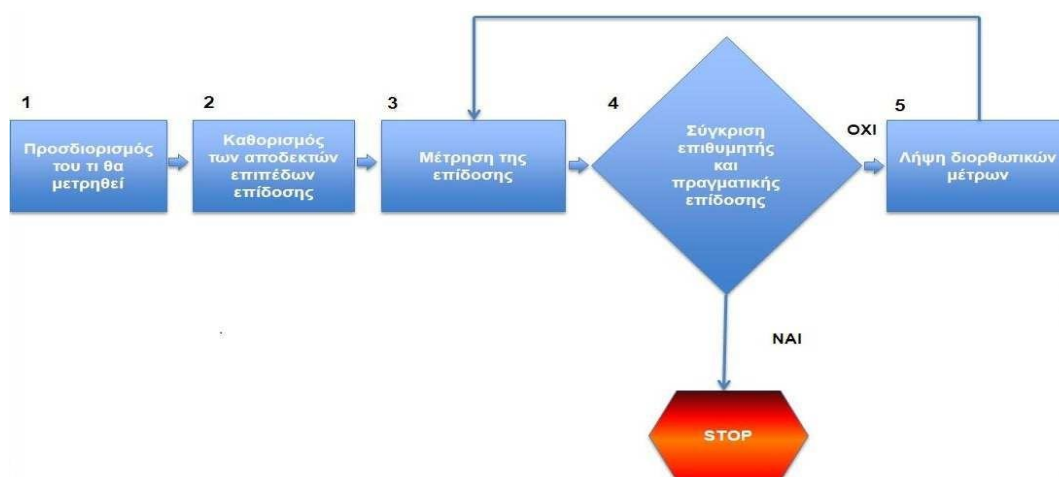 1
Προσδιορισμός
του τι θα
μετρηθεί
2
Καθορισμός
των αποδεκτών
επιπέδων
επίδοσης
3
Μέτρηση της
επίδοσης
4
Σύγκριση
επιθυμητής
και
πραγματικής
επίδοσης
ΟΧΙ
5
Λήψη διορθωτικών
μέτρων
ΝΑΙ
STOP